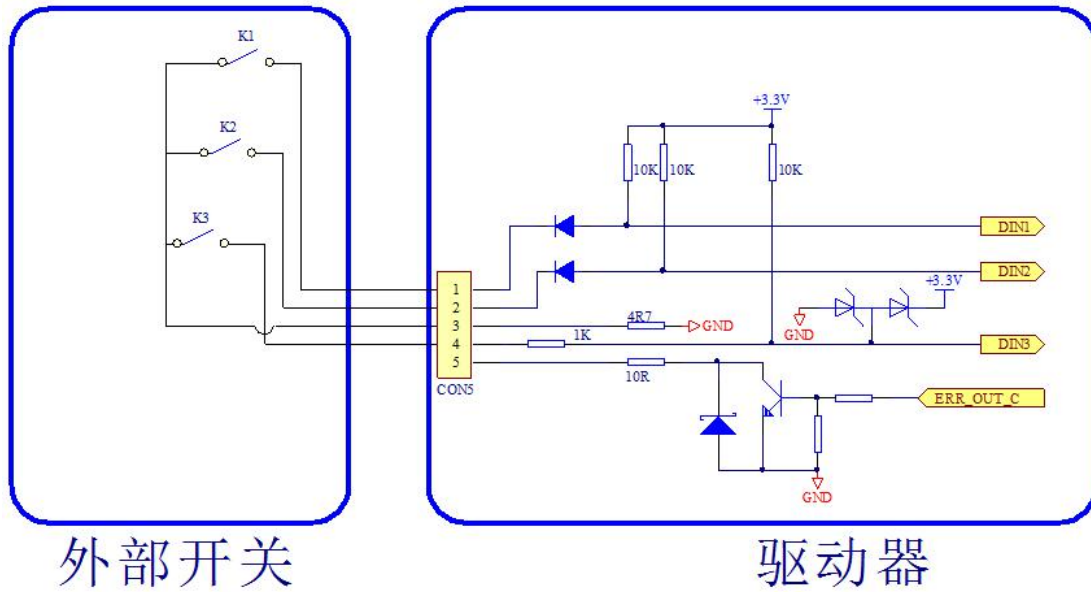 K1
K2
K3
+3.3V
10K
10K
10K
DIN1
DIN2
+3.3V
1
2
3
4
5
CON5
4R7
GND
1K
GND
DIN3
10R
ERR_OUT_C
GND
外部开关
驱动器